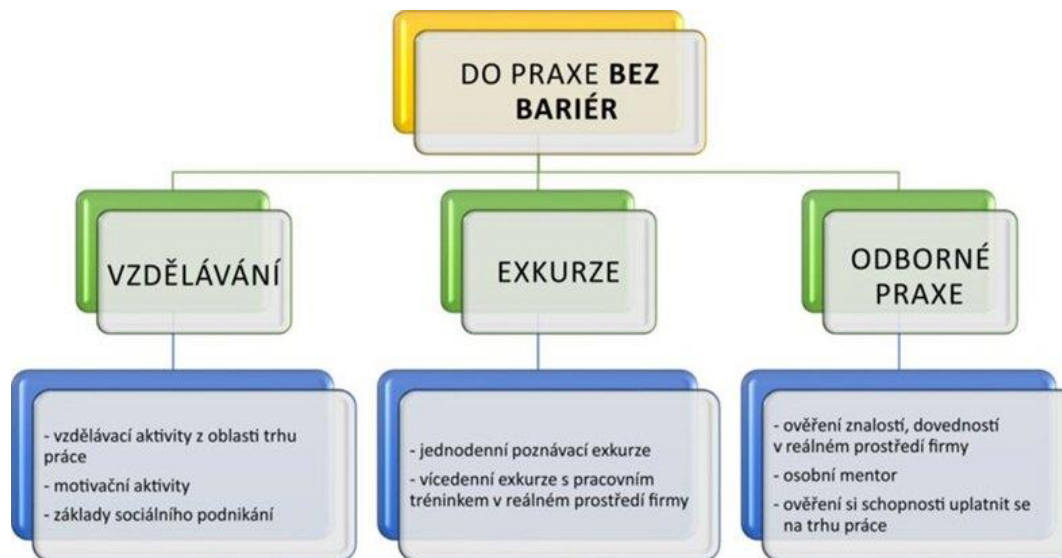 DO PRAXE BEZ
BARIÉR
VZDĚLÁVÁNÍ
EXKURZE
ODBORNÉ
PRAXE
- vzdělávací aktivity z oblasti trhu
práce
- motivační aktivity
- základy sociálního podnikání
- jednodenní poznávací exkurze
- vícedenní exkurze s pracovním
tréninkem v reálném prostředí firmy
- ověření znalostí, dovedností
v reálném prostředí firmy
- osobní mentor
- ověření si schopnosti uplatnit se
na trhu práce